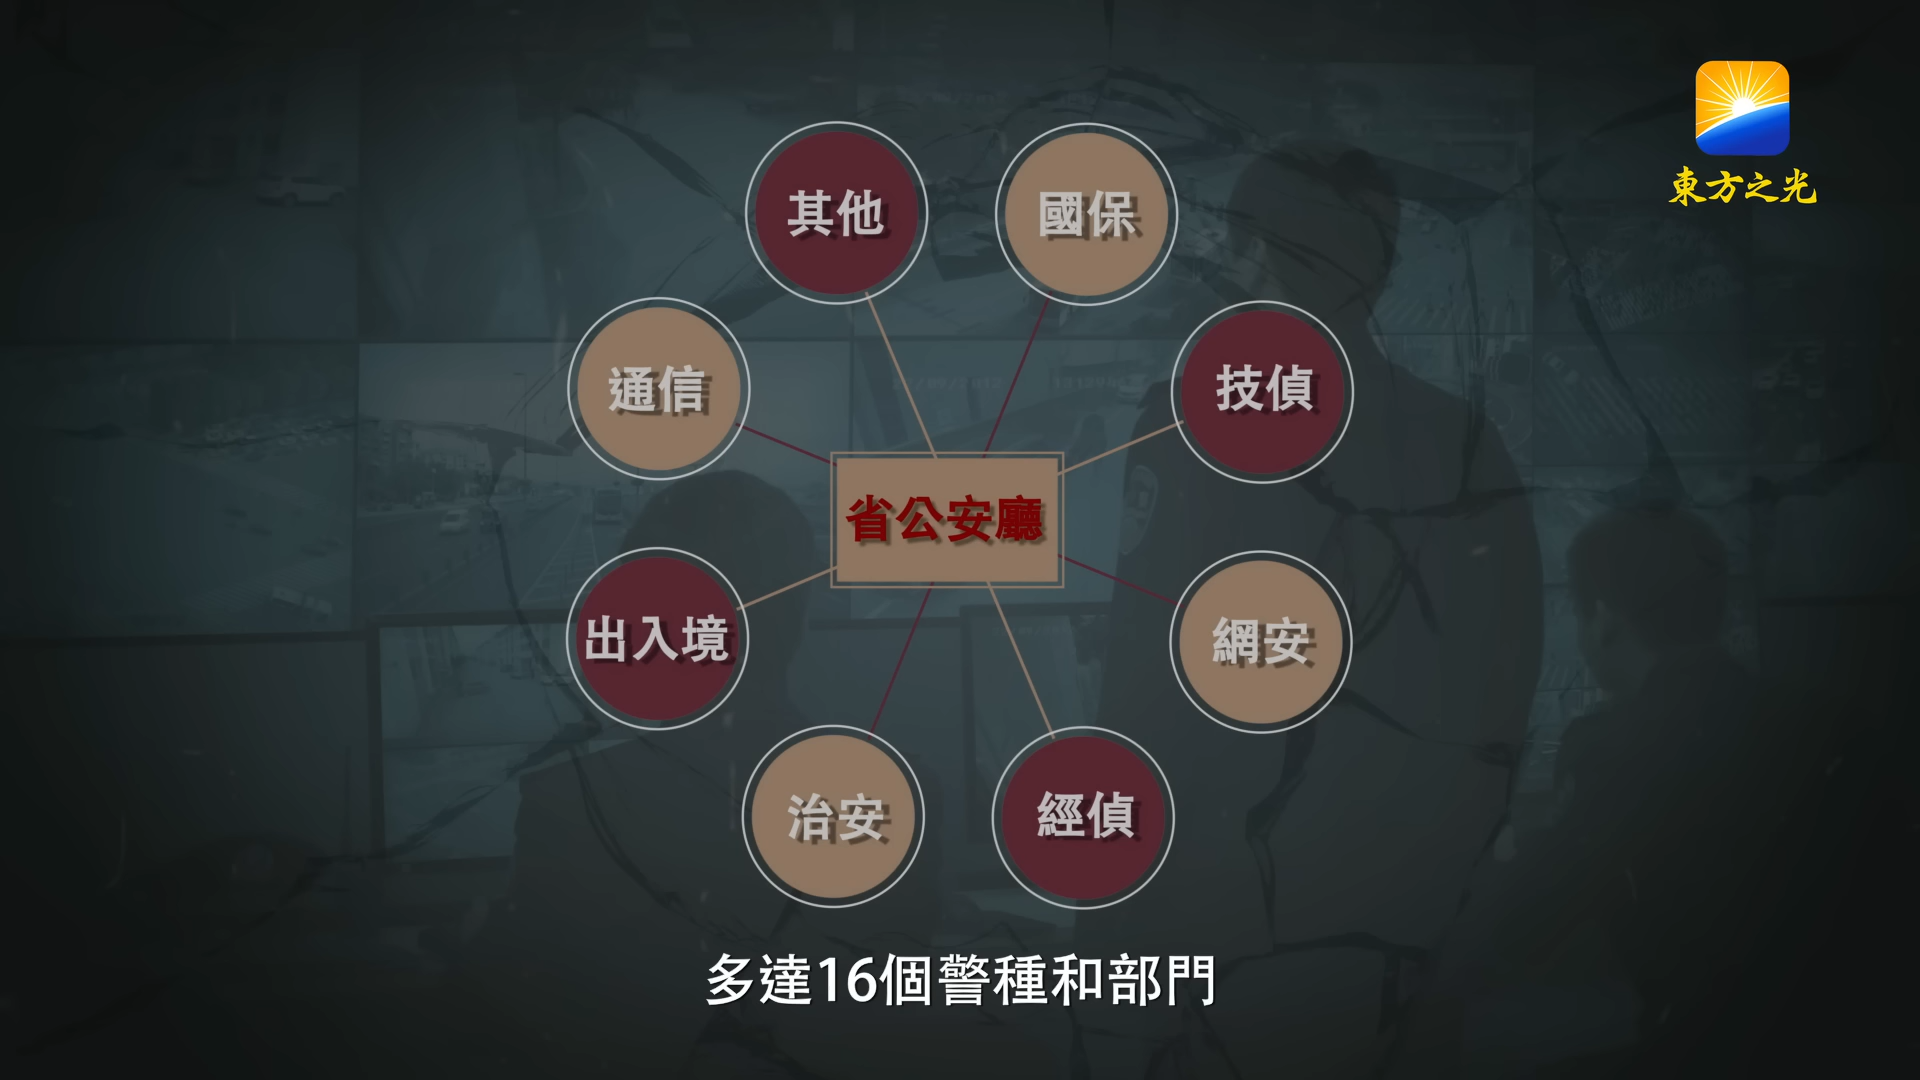 東方之光
其他
國保
通信
技偵
省公安廳
出入境
網安
治安
經偵
多達16個警種和部門